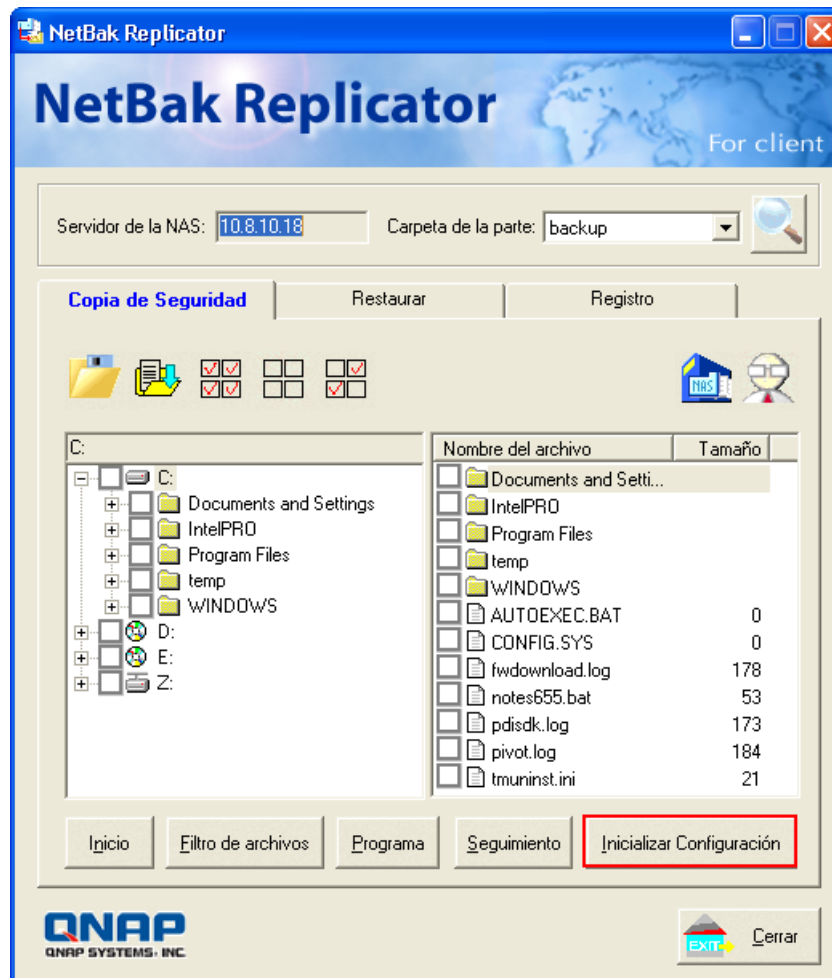 NetBak Replicator
NetBak Replicator
For client
Servidor de la NAS: 10.8.10.18 Carpeta de la parte: backup
Copia de Seguridad Restaurar Registro
NAS
C: Nombre del archivo Tamaño
C: Documents and Setti...
Documents and Settings IntelPRO
IntelPRO Program Files
Program Files temp
temp WINDOWS
WINDOWS AUTOEXEC.BAT 0
D: CONFIG.SYS 0
E: fwdownload.log 178
Z: notes655.bat 53
pdisdk.log 173
pivot.log 184
tmuninst.ini 21
Inicio Filtro de archivos Programa Seguimiento Inicializar Configuración
QNAP
QNAP SYSTEMS, INC
EXIT Cerrar